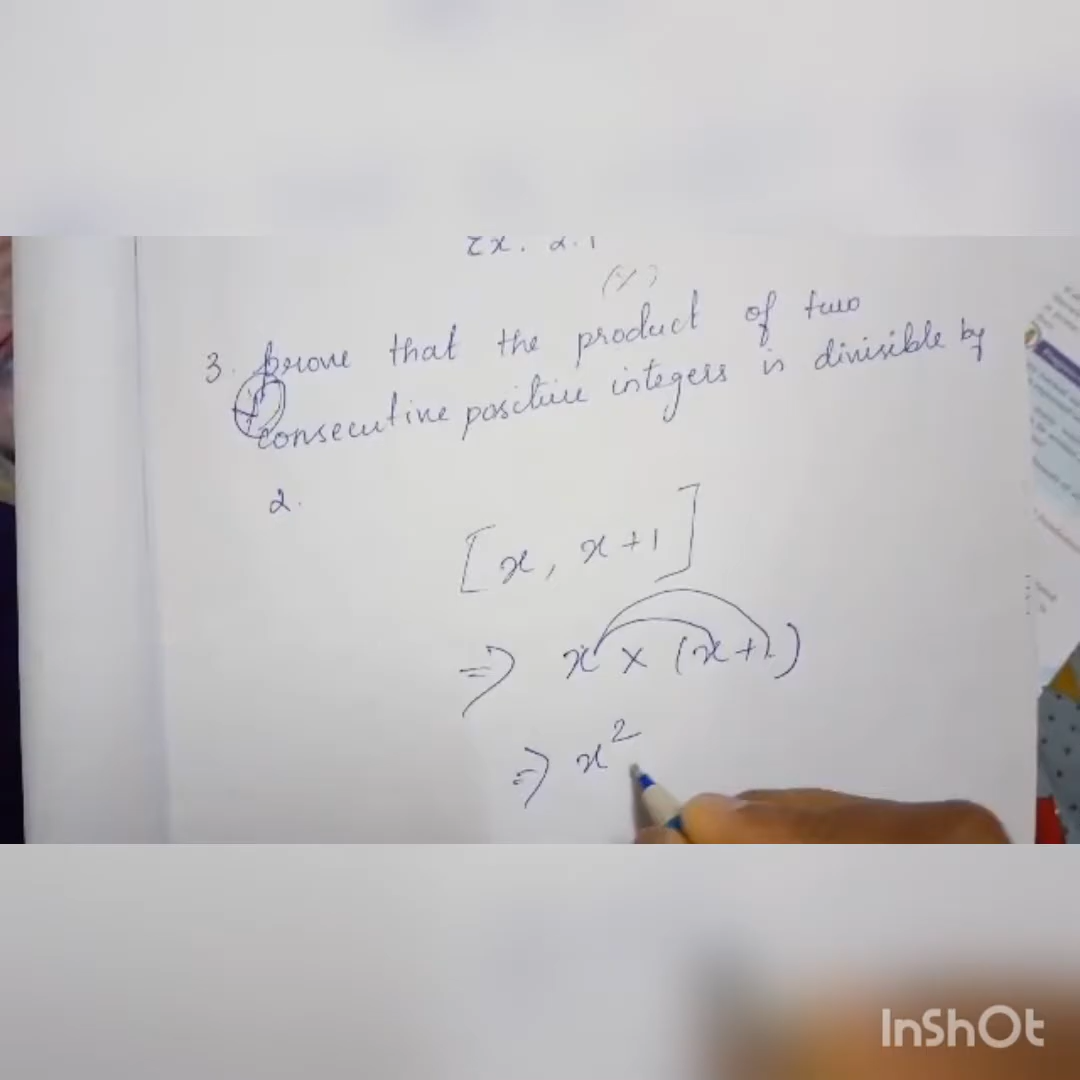 Ex. 2.1
3. prove that the product of two
consecutive positive integers is divisible by
2.
[x, x+1]
=> x × (x+1)
=> x²
InShOt